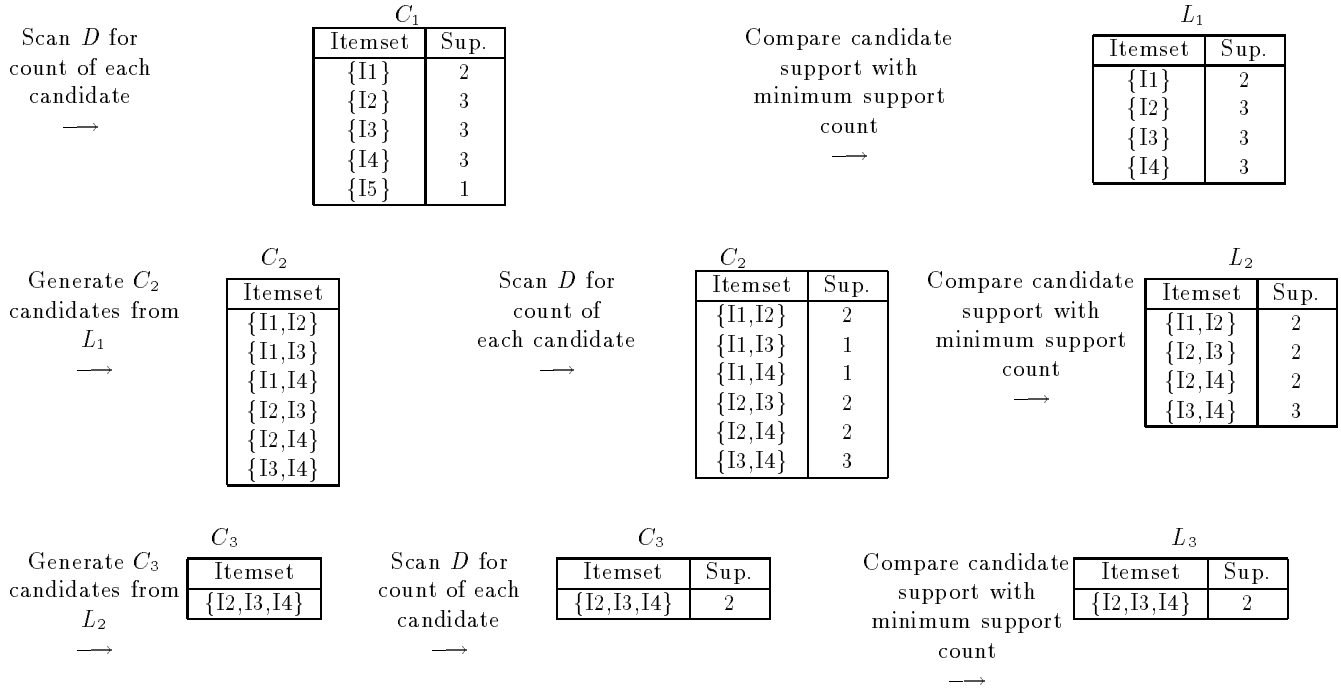 Scan D for
count of each
candidate
⟶
C₁
Itemset Sup.
{I1} 2
{I2} 3
{I3} 3
{I4} 3
{I5} 1
Compare candidate
support with
minimum support
count
⟶
L₁
Itemset Sup.
{I1} 2
{I2} 3
{I3} 3
{I4} 3
Generate C₂
candidates from
L₁
⟶
C₂
Itemset
{I1,I2}
{I1,I3}
{I1,I4}
{I2,I3}
{I2,I4}
{I3,I4}
Scan D for
count of
each candidate
⟶
C₂
Itemset Sup.
{I1,I2} 2
{I1,I3} 1
{I1,I4} 1
{I2,I3} 2
{I2,I4} 2
{I3,I4} 3
Compare candidate
support with
minimum support
count
⟶
L₂
Itemset Sup.
{I1,I2} 2
{I2,I3} 2
{I2,I4} 2
{I3,I4} 3
Generate C₃
candidates from
L₂
⟶
C₃
Itemset
{I2,I3,I4}
Scan D for
count of each
candidate
⟶
C₃
Itemset Sup.
{I2,I3,I4} 2
Compare candidate
support with
minimum support
count
⟶
L₃
Itemset Sup.
{I2,I3,I4} 2